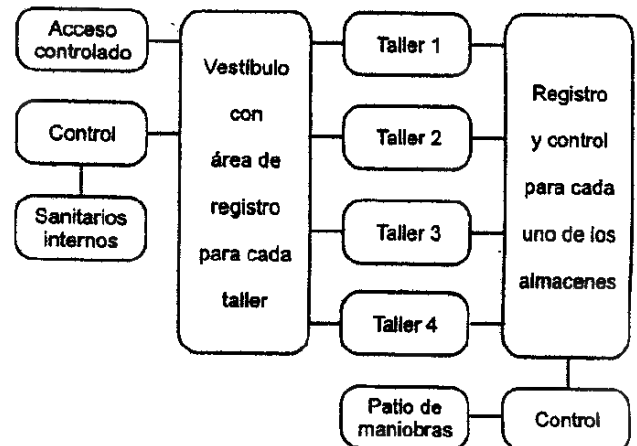 Acceso
controlado
Control
Sanitarios
internos
Vestíbulo
con
área de
registro
para cada
taller
Taller 1
Taller 2
Taller 3
Taller 4
Registro
y control
para cada
uno de los
almacenes
Patio de
maniobras
Control